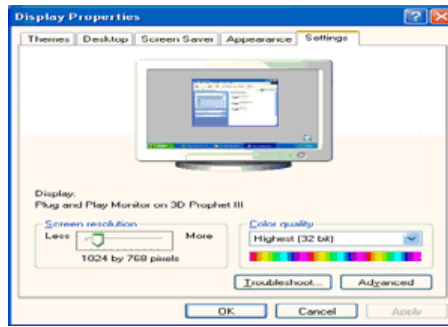 Display Properties
Themes Desktop Screen Saver Appearance Settings
Display:
Plug and Play Monitor on 3D Prophet III
Screen resolution
Less More
1024 by 768 pixels
Color quality
Highest (32 bit)
Troubleshoot... Advanced
OK Cancel Apply